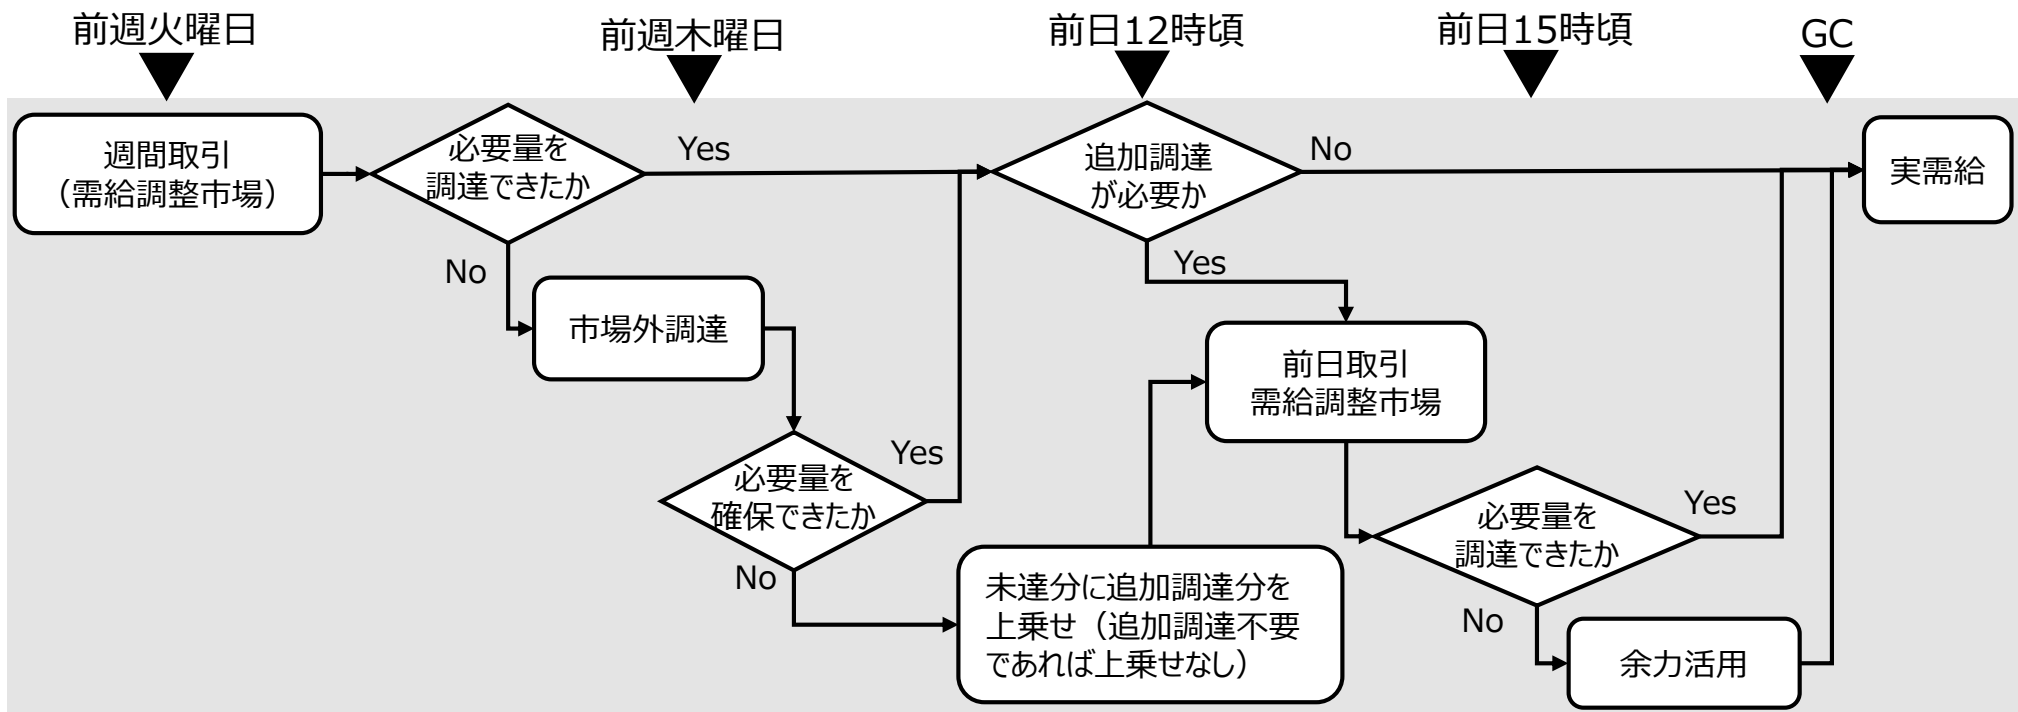 前週火曜日
前週木曜日
前日12時頃
前日15時頃
GC
週間取引
（需給調整市場）
必要量を
調達できたか
Yes
追加調達
が必要か
No
実需給
No
Yes
市場外調達
前日取引
需給調整市場
必要量を
確保できたか
Yes
No
必要量を
調達できたか
Yes
未達分に追加調達分を
上乗せ（追加調達不要
であれば上乗せなし）
No
余力活用